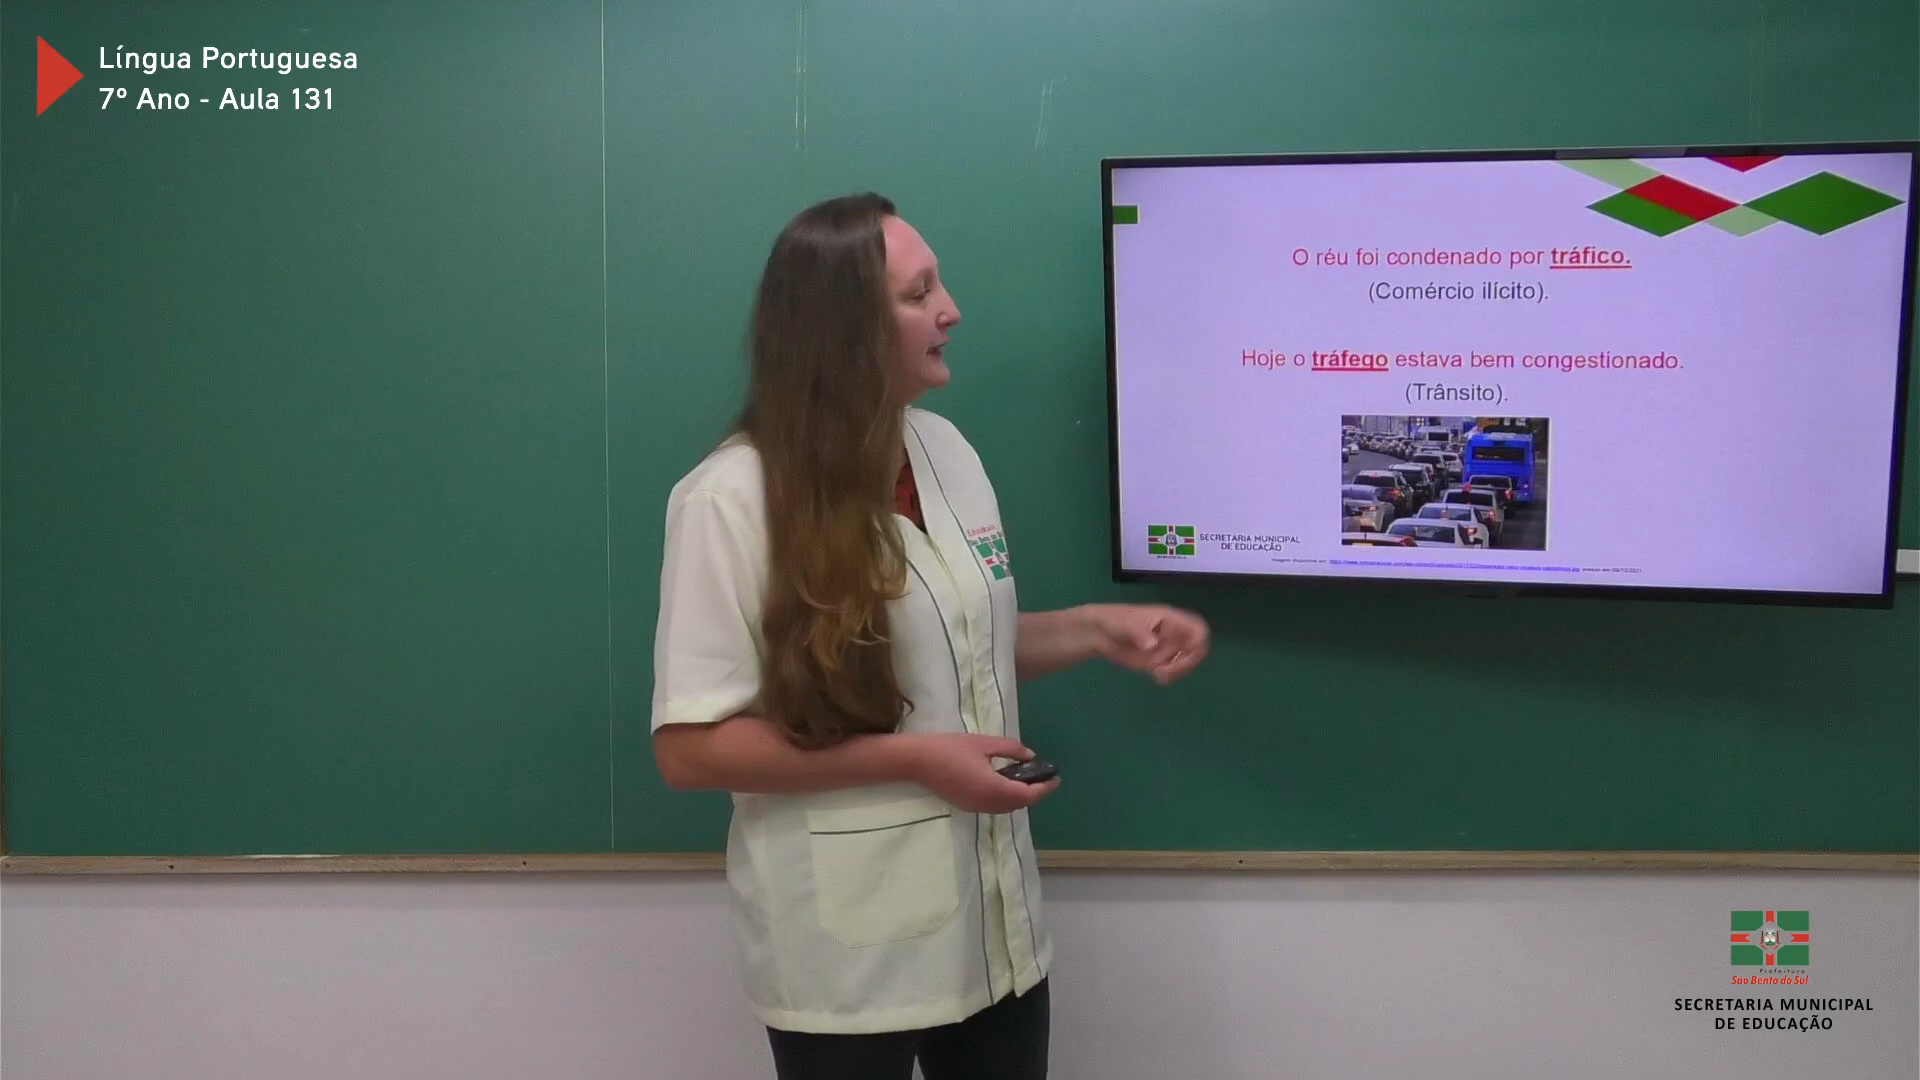 Língua Portuguesa
7º Ano - Aula 131
O réu foi condenado por tráfico.
(Comércio ilícito).
Hoje o tráfego estava bem congestionado.
(Trânsito).
SECRETARIA MUNICIPAL
DE EDUCAÇÃO
Prefeitura
São Bento do Sul
SECRETARIA MUNICIPAL
DE EDUCAÇÃO